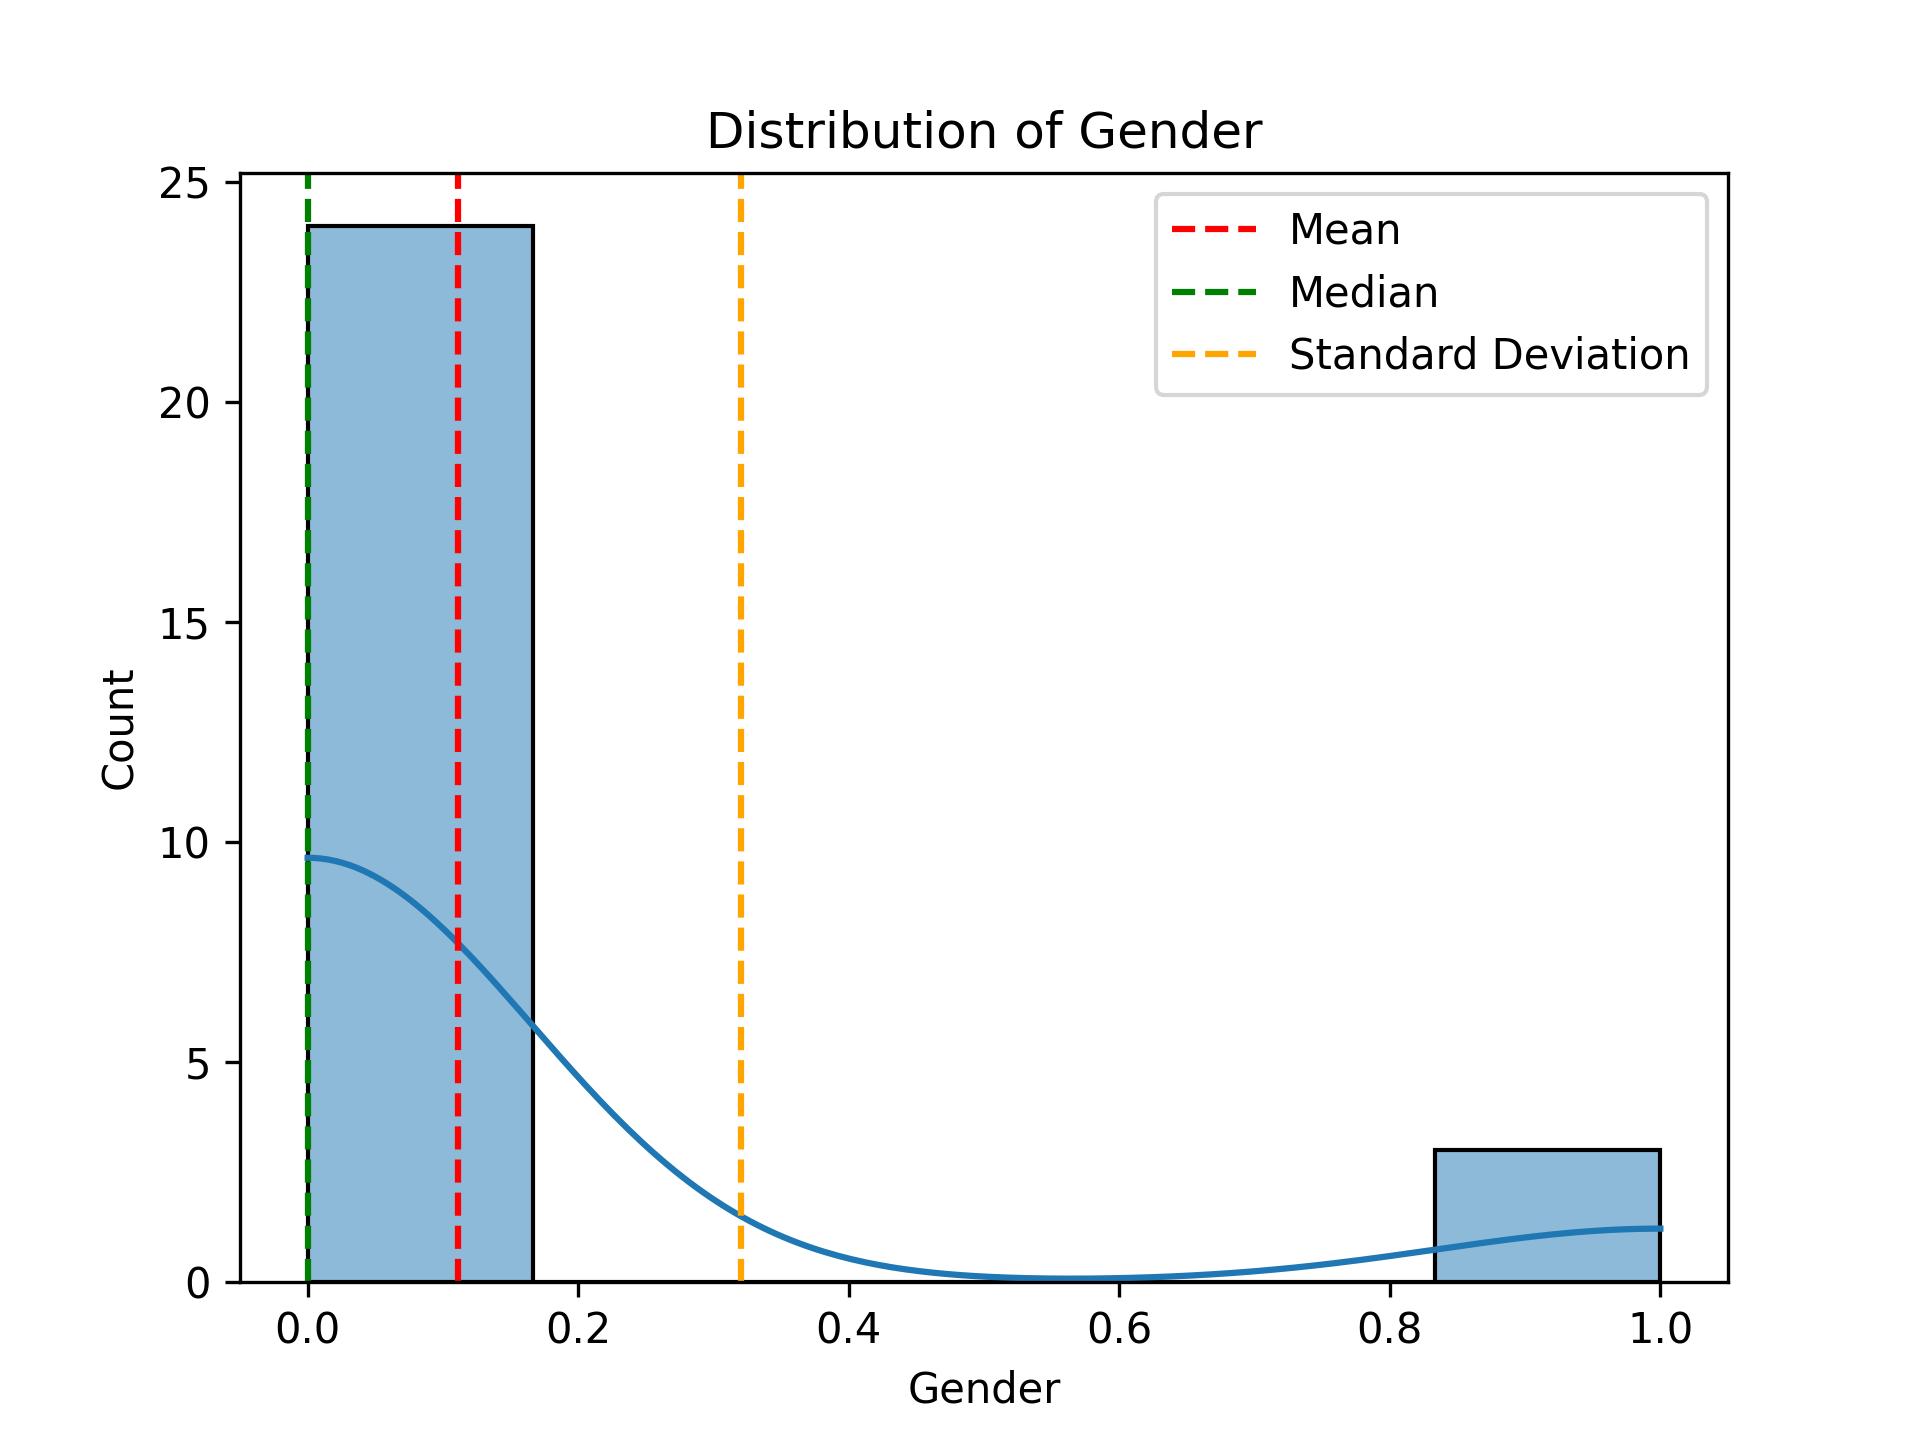 Distribution of Gender
25
20
15
10
5
0
Count
Mean
Median
Standard Deviation
0.0 0.2 0.4 0.6 0.8 1.0
Gender